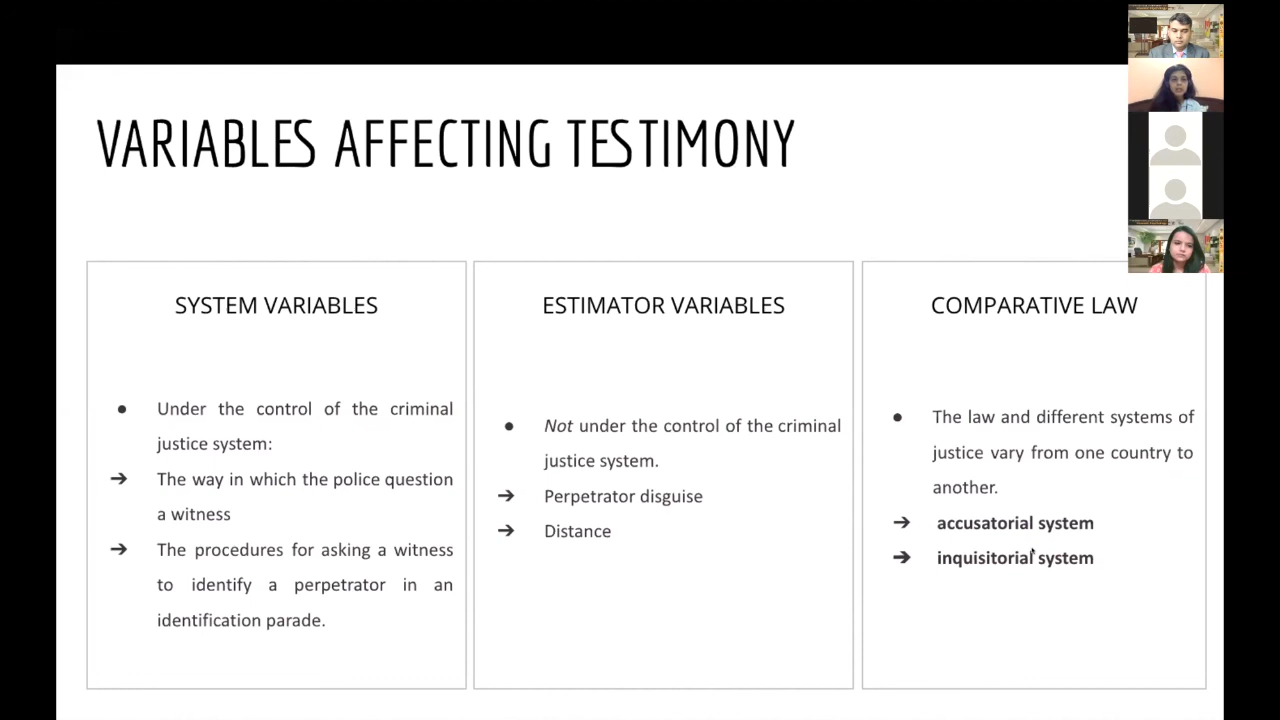 VARIABLES AFFECTING TESTIMONY
SYSTEM VARIABLES
● Under the control of the criminal
justice system:
➔ The way in which the police question
a witness
➔ The procedures for asking a witness
to identify a perpetrator in an
identification parade.
ESTIMATOR VARIABLES
● Not under the control of the criminal
justice system.
➔ Perpetrator disguise
➔ Distance
COMPARATIVE LAW
● The law and different systems of
justice vary from one country to
another.
➔ accusatorial system
➔ inquisitorial system